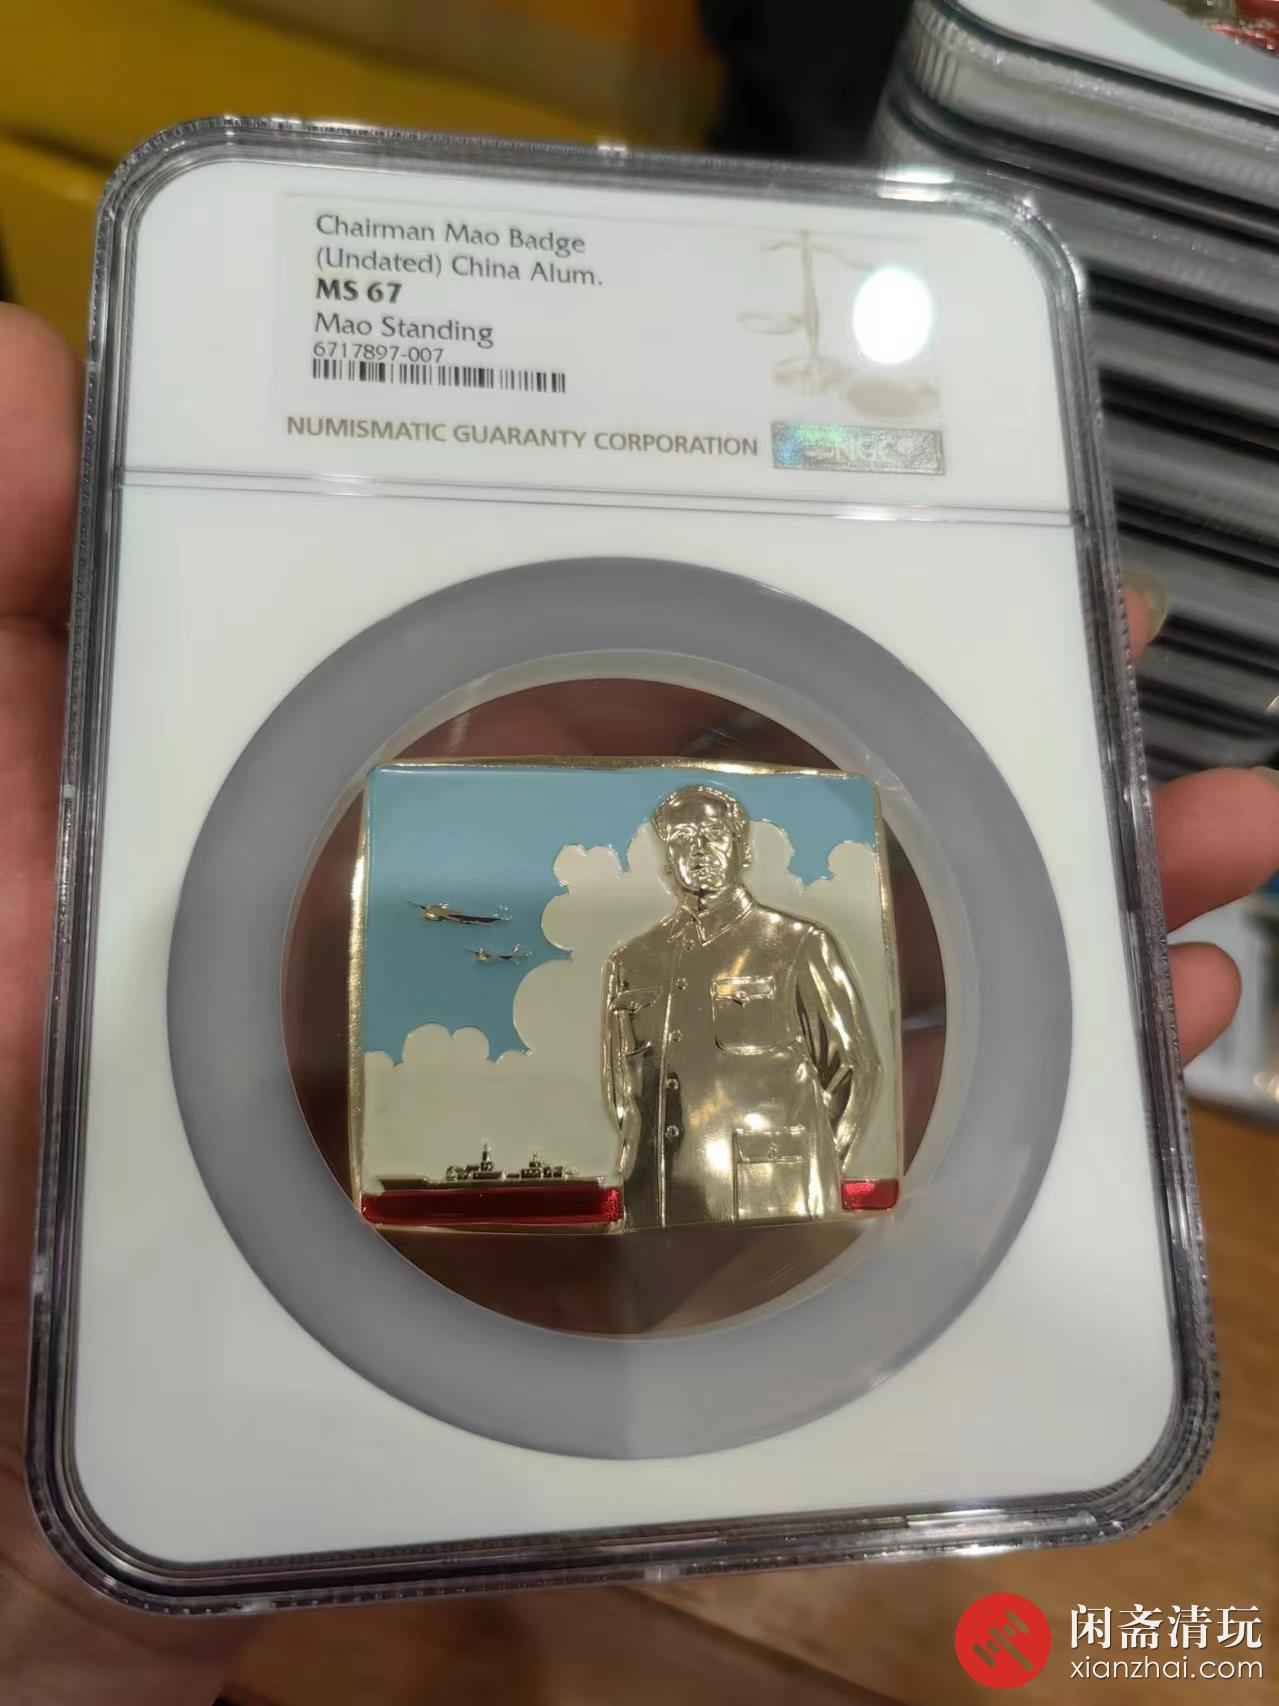 Chairman Mao Badge
(Undated) China Alum.
MS 67
Mao Standing
6717897-007
NUMISMATIC GUARANTY CORPORATION
NGC
闲斋清玩
xianzhai.com